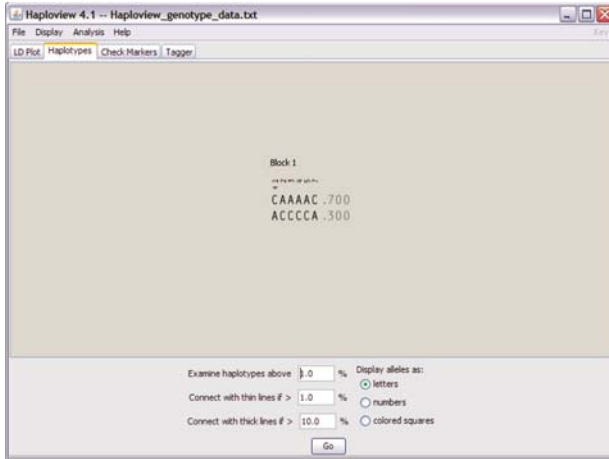 Haploview 4.1 -- Haploview_genotype_data.txt
File Display Analysis Help
LD Plot Haplotypes Check Markers Tagger
Block 1
CAAAAC .700
ACCCCA .300
Examine haplotypes above 1.0 %
Connect with thin lines if > 1.0 %
Connect with thick lines if > 10.0 %
Display alleles as:
letters
numbers
colored squares
Go